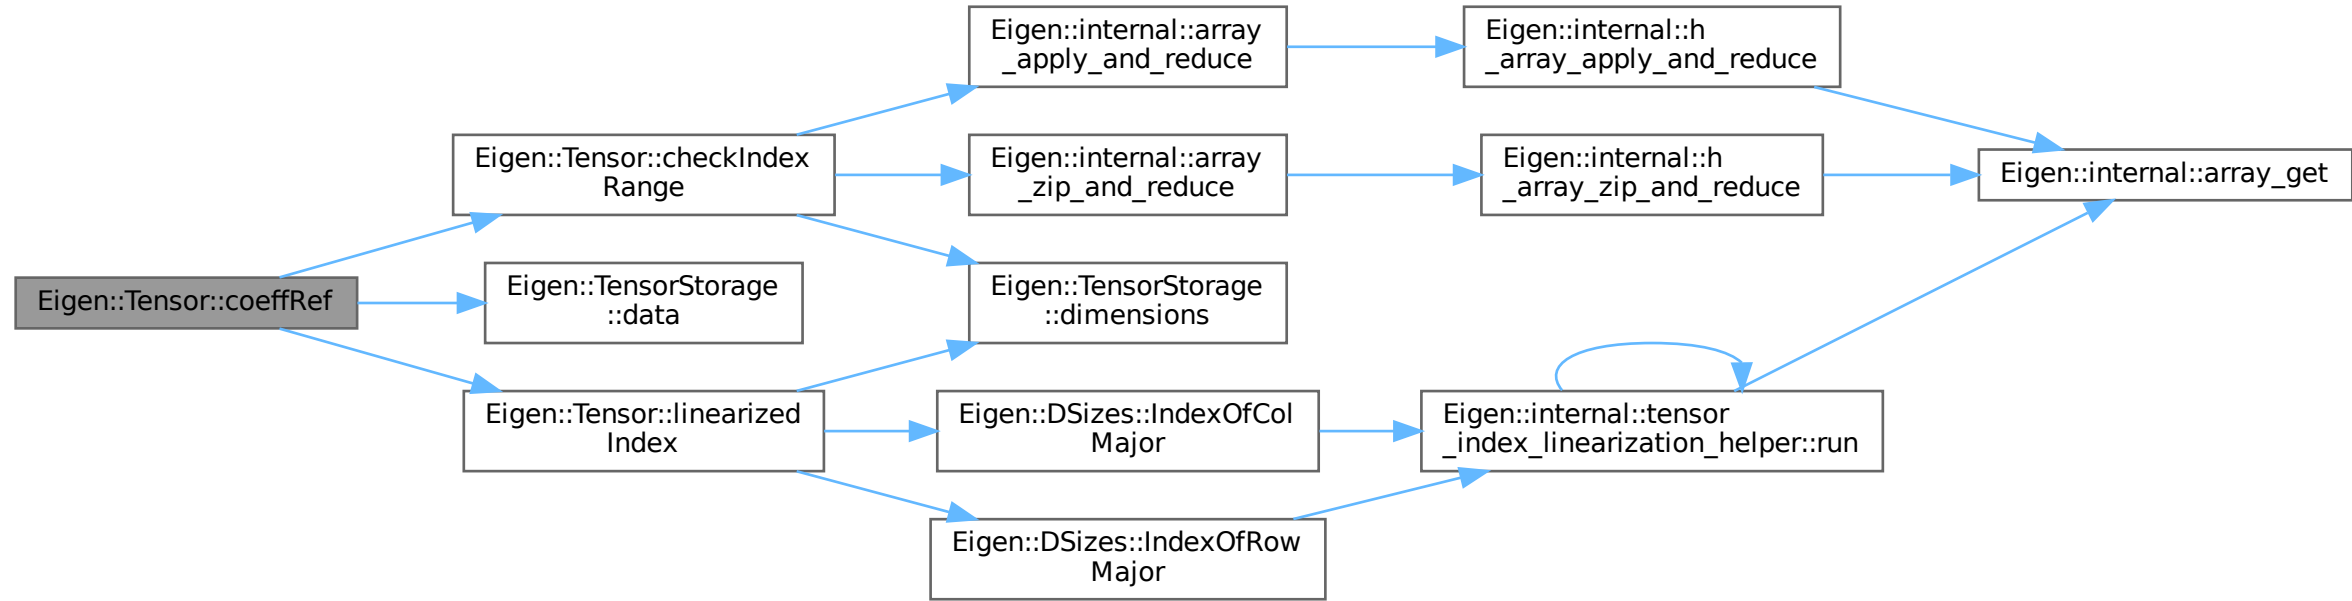 Eigen::Tensor::coeffRef
Eigen::Tensor::checkIndex
Range
Eigen::TensorStorage
::data
Eigen::Tensor::linearized
Index
Eigen::internal::array
_apply_and_reduce
Eigen::internal::array
_zip_and_reduce
Eigen::TensorStorage
::dimensions
Eigen::DSizes::IndexOfCol
Major
Eigen::DSizes::IndexOfRow
Major
Eigen::internal::h
_array_apply_and_reduce
Eigen::internal::h
_array_zip_and_reduce
Eigen::internal::tensor
_index_linearization_helper::run
Eigen::internal::array_get